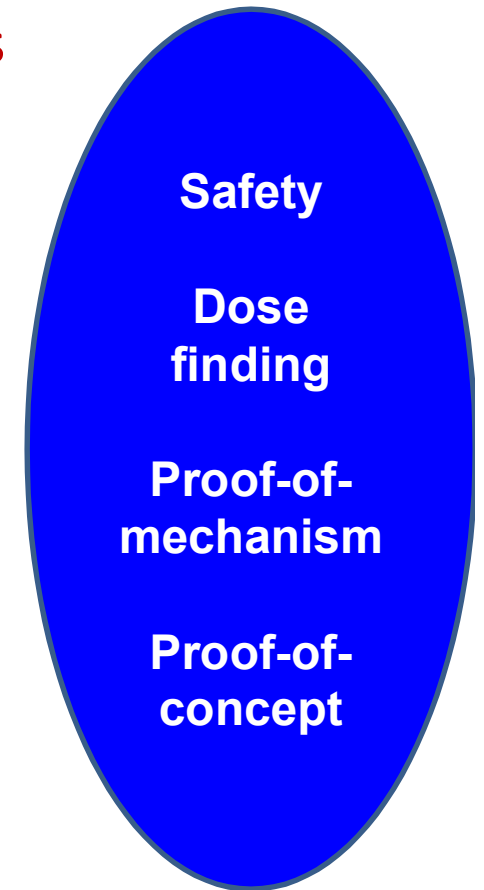 Safety
Dose
finding
Proof-of-
mechanism
Proof-of-
concept